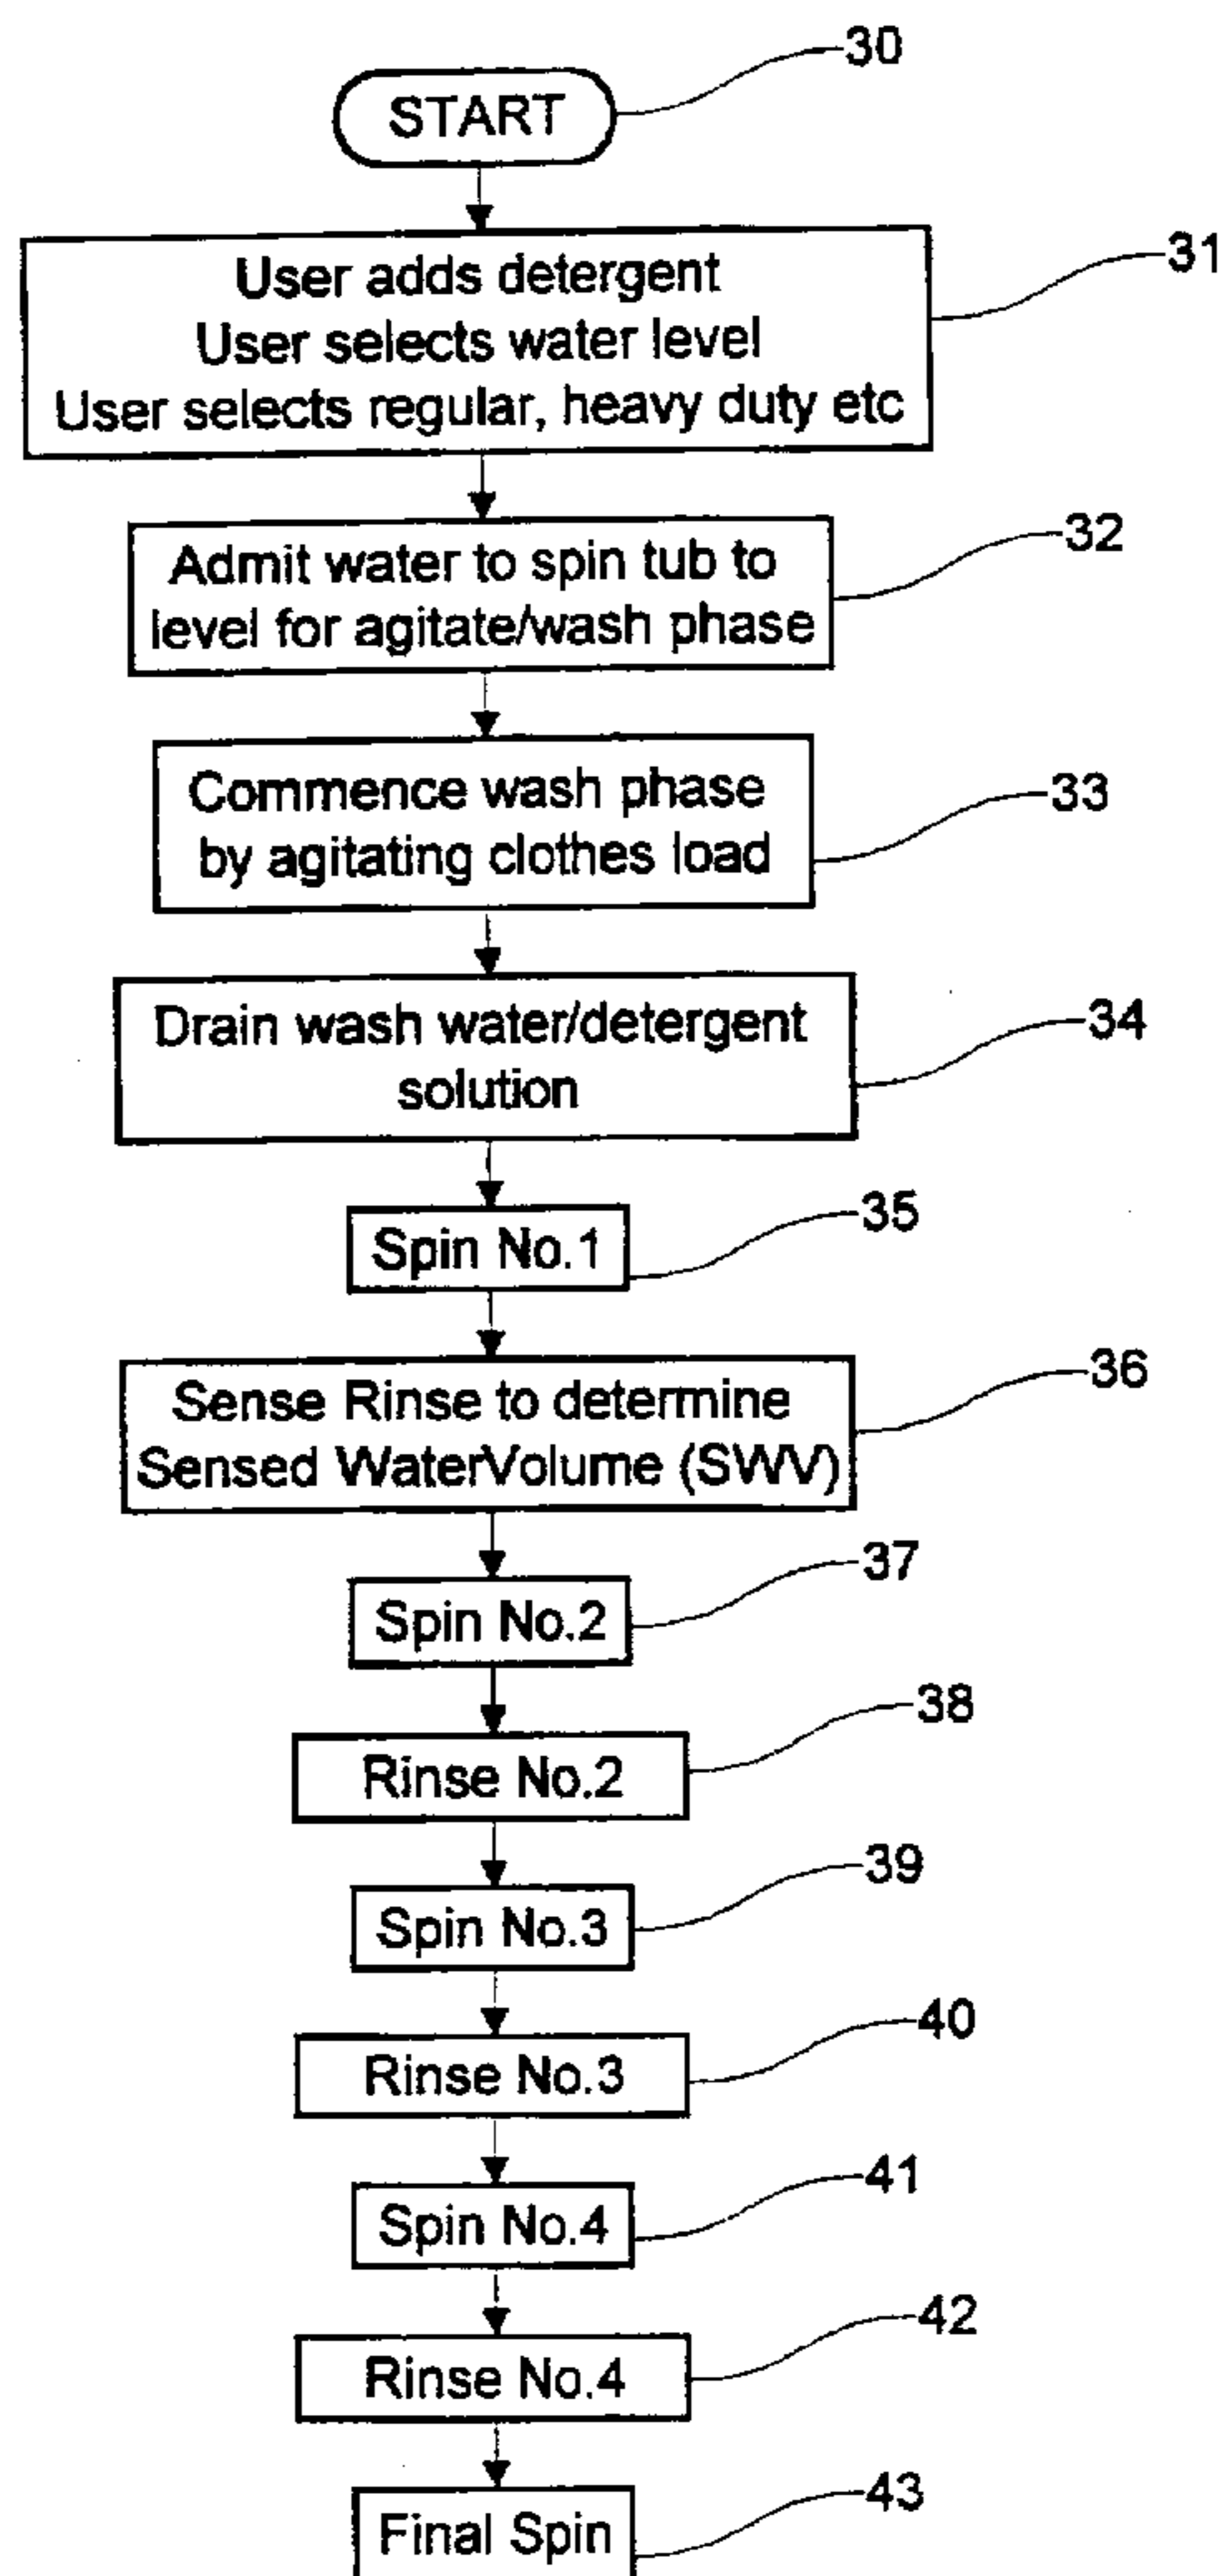 30
START
31
User adds detergent
User selects water level
User selects regular, heavy duty etc
32
Admit water to spin tub to
level for agitate/wash phase
33
Commence wash phase
by agitating clothes load
34
Drain wash water/detergent
solution
35
Spin No.1
36
Sense Rinse to determine
Sensed WaterVolume (SWV)
37
Spin No.2
38
Rinse No.2
39
Spin No.3
40
Rinse No.3
41
Spin No.4
42
Rinse No.4
43
Final Spin